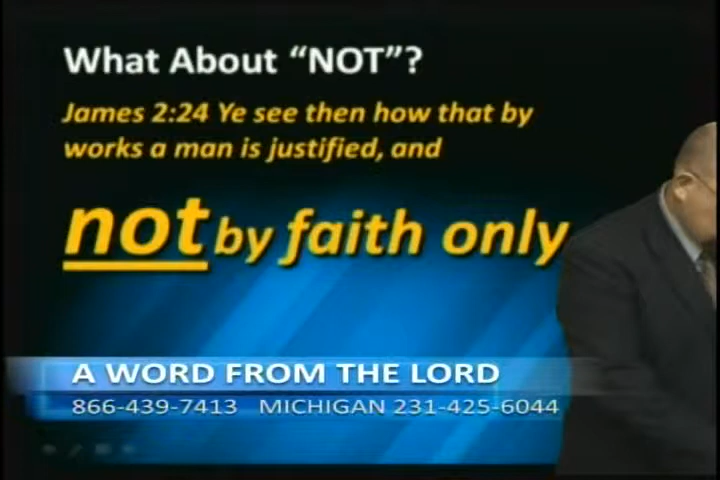 What About “NOT”?
James 2:24 Ye see then how that by
works a man is justified, and
not by faith only
A WORD FROM THE LORD
866-439-7413 MICHIGAN 231-425-6044